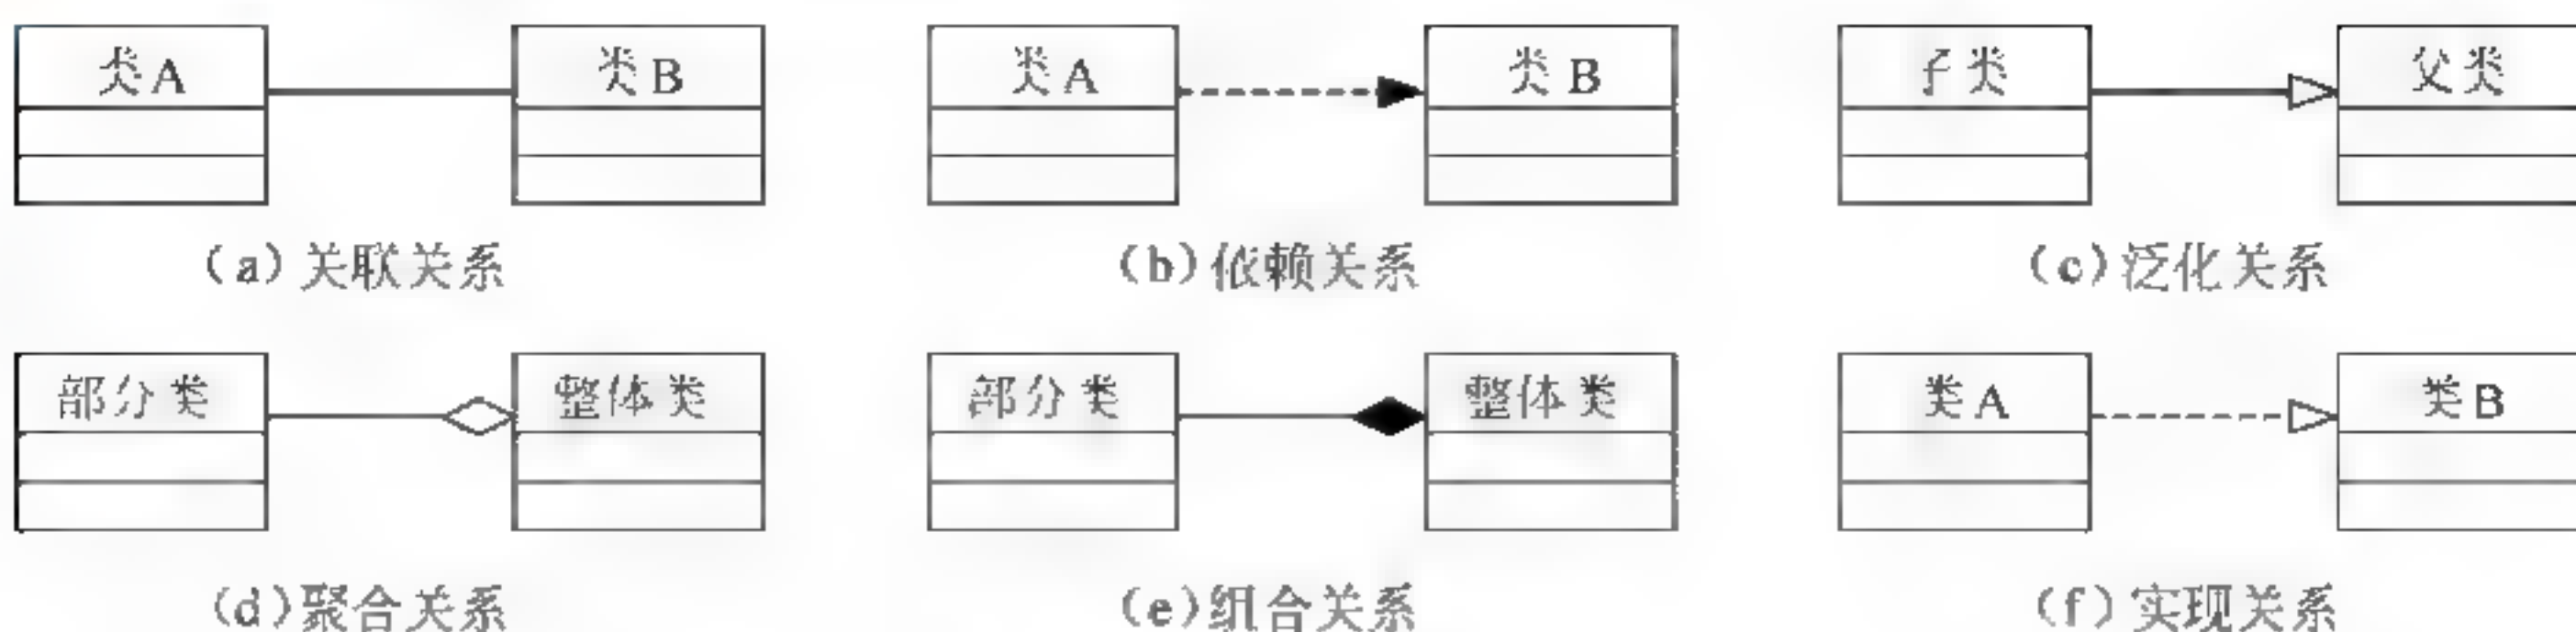 类A 类B 类A 类B 子类 父类
(a)关联关系 (b)依赖关系 (c)泛化关系
部分类 整体类 部分类 整体类 类A 类B
(d)聚合关系 (e)组合关系 (f)实现关系